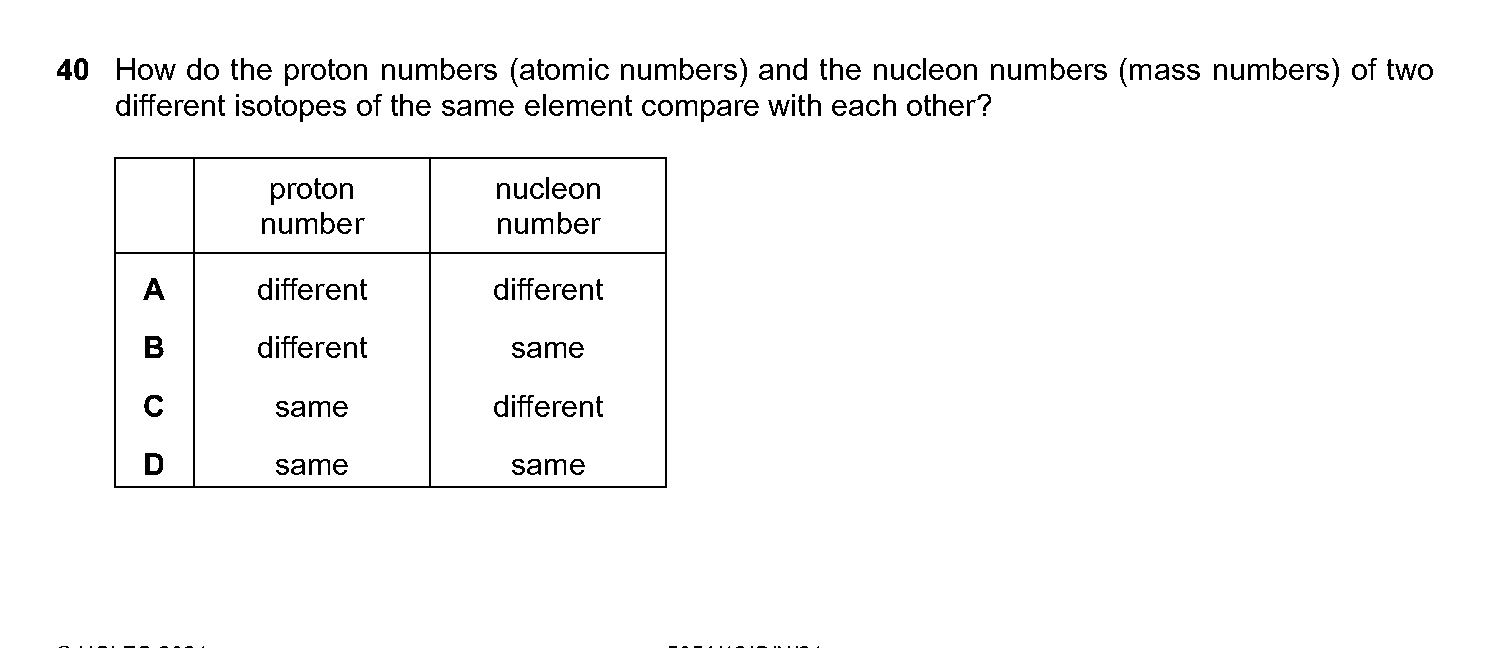 40 How do the proton numbers (atomic numbers) and the nucleon numbers (mass numbers) of two
different isotopes of the same element compare with each other?
proton number nucleon number
A different different
B different same
C same different
D same same